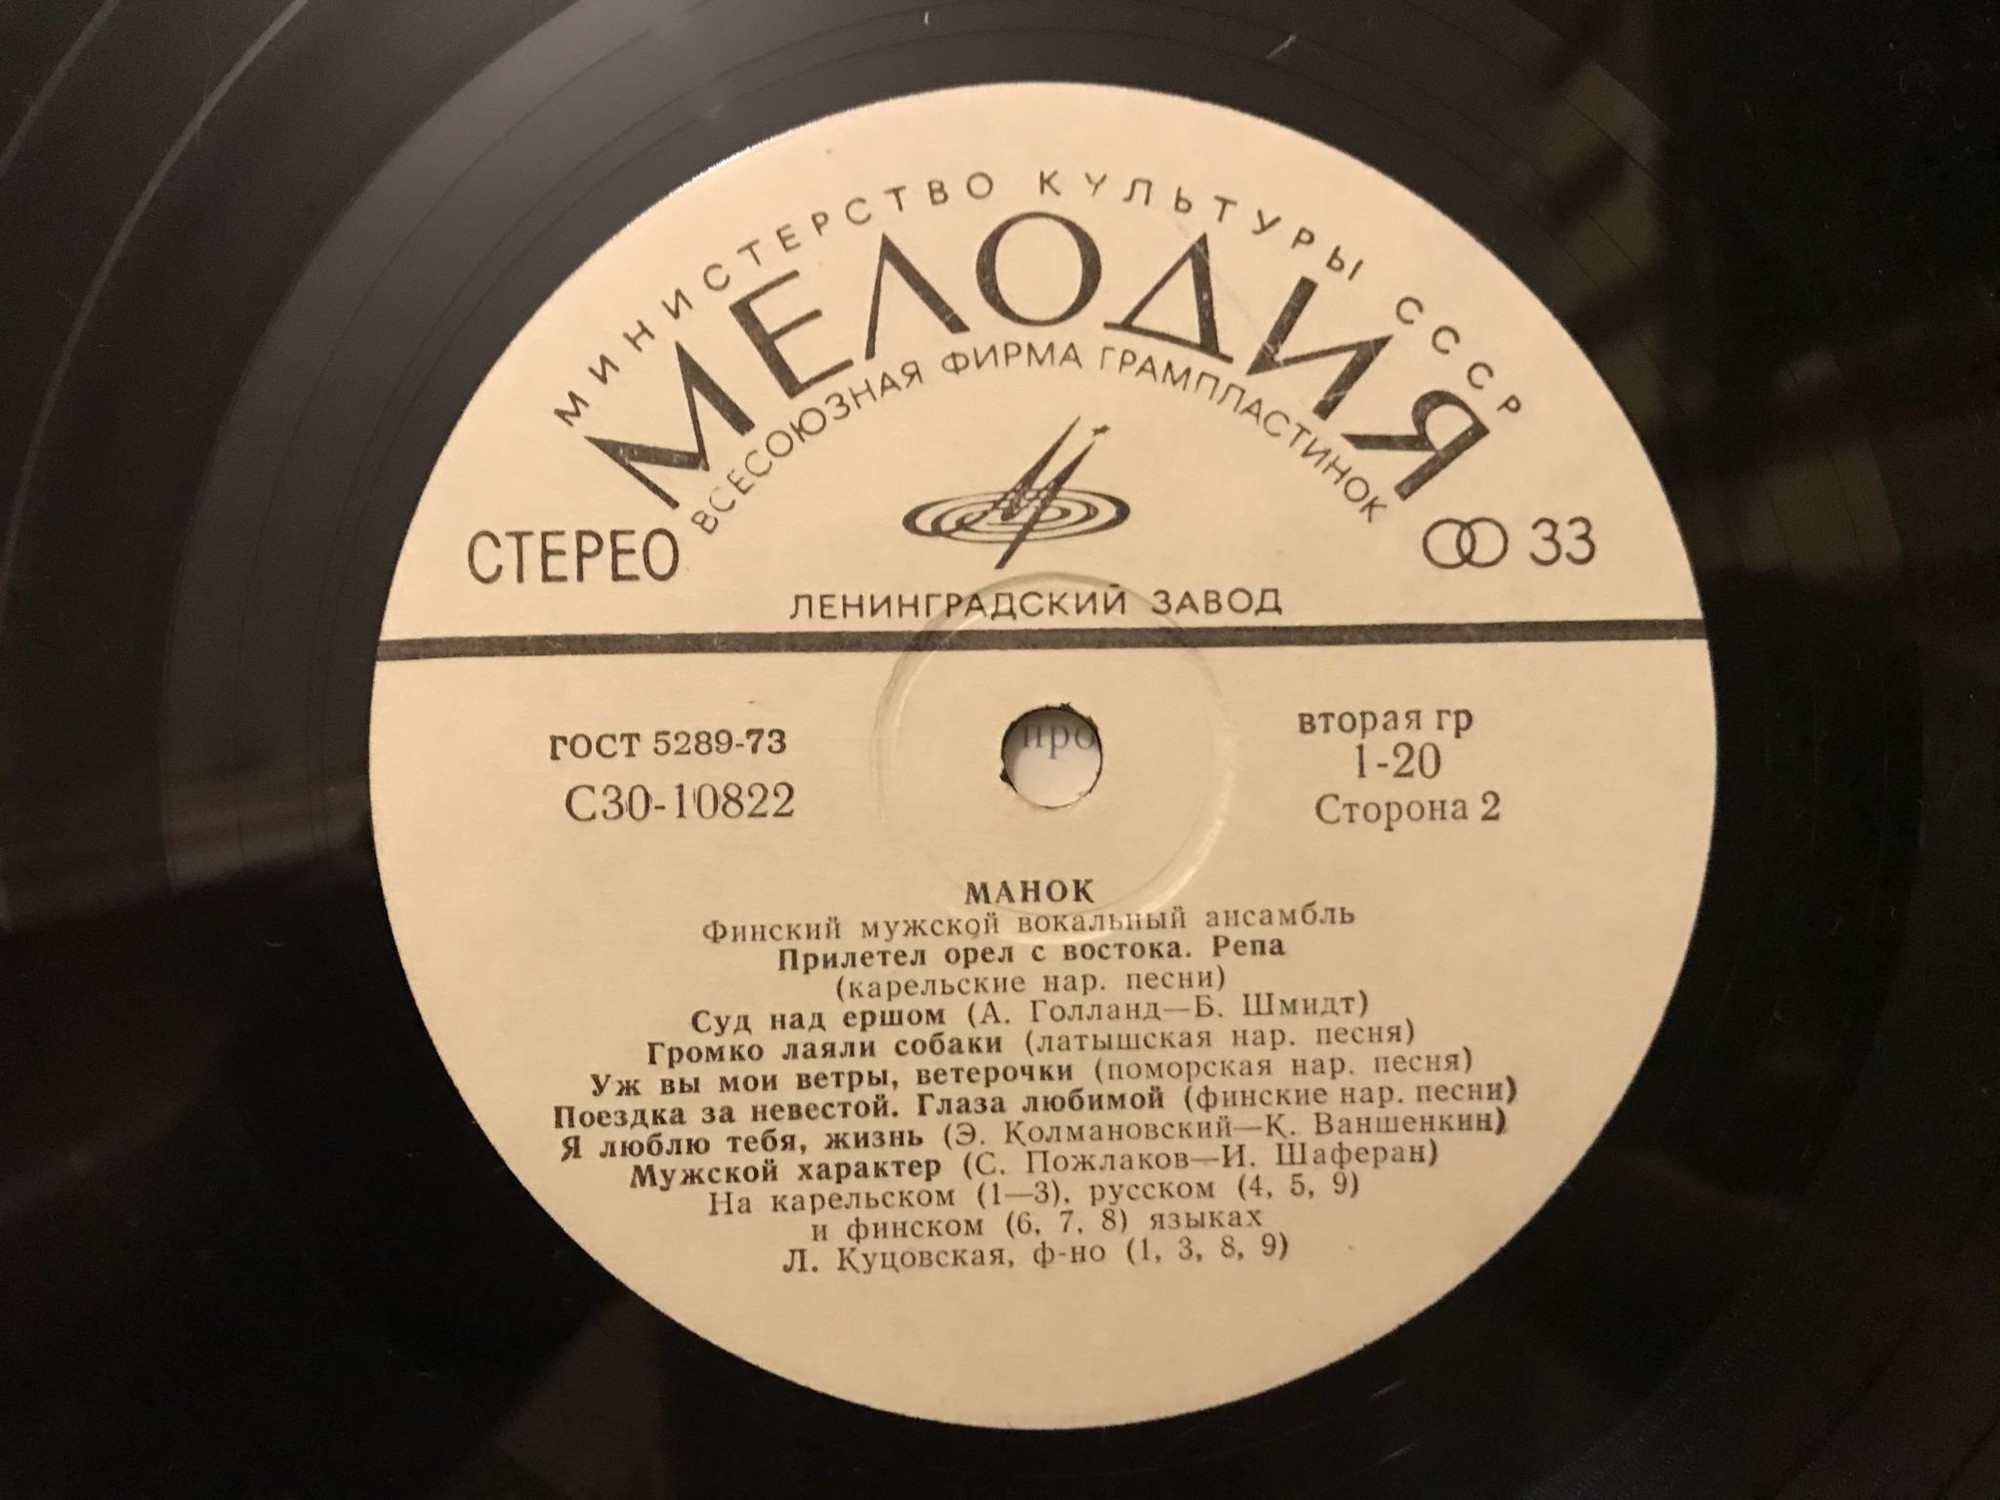 МИНИСТЕРСТВО КУЛЬТУРЫ СССР
МЕЛОДИЯ
ВСЕСОЮЗНАЯ ФИРМА ГРАМПЛАСТИНОК
СТЕРЕО
33
ЛЕНИНГРАДСКИЙ ЗАВОД
ГОСТ 5289-73
С30-10822
вторая гр
1-20
Сторона 2
про
МАНОК
Финский мужской вокальный ансамбль
Прилетел орел с востока. Репа
(карельские нар. песни)
Суд над ершом (А. Голланд—Б. Шмидт)
Громко лаяли собаки (латышская нар. песня)
Уж вы мои ветры, ветерочки (поморская нар. песня)
Поездка за невестой. Глаза любимой (финские нар. песни)
Я люблю тебя, жизнь (Э. Колмановский—К. Ваншенкин)
Мужской характер (С. Пожлаков—И. Шаферан)
На карельском (1—3), русском (4, 5, 9)
и финском (6, 7, 8) языках
Л. Куцовская, ф-но (1, 3, 8, 9)